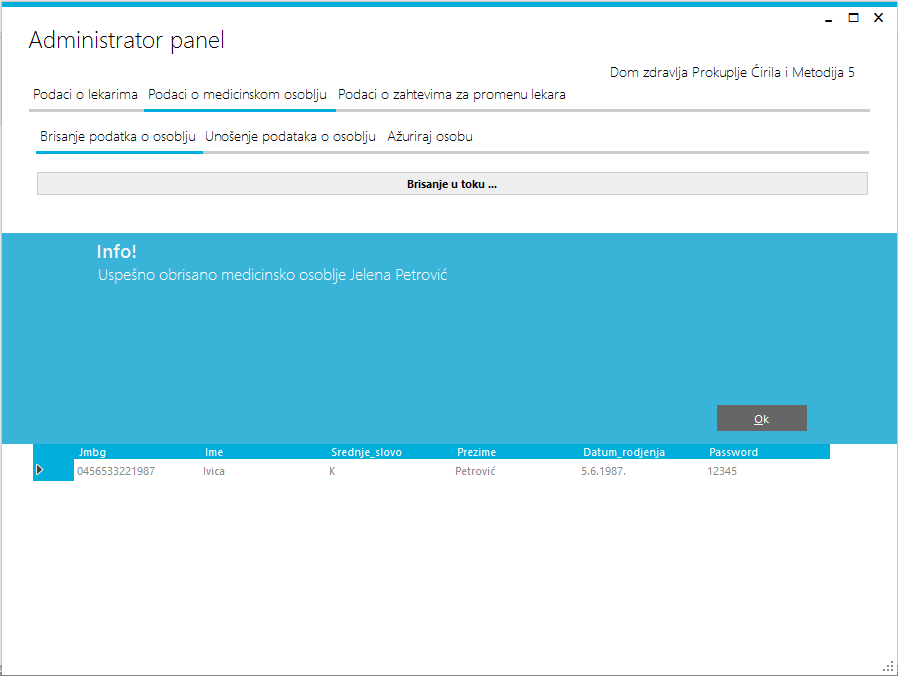 Administrator panel
Dom zdravlja Prokuplje Ćirila i Metodija 5
Podaci o lekarima Podaci o medicinskom osoblju Podaci o zahtevima za promenu lekara
Brisanje podatka o osoblju Unošenje podataka o osoblju Ažuriraj osobu
Brisanje u toku ...
Info!
Uspešno obrisano medicinsko osoblje Jelena Petrović
Ok
Jmbg Ime Srednje_slovo Prezime Datum_rodjenja Password
0456533221987 Ivica K Petrović 5.6.1987. 12345